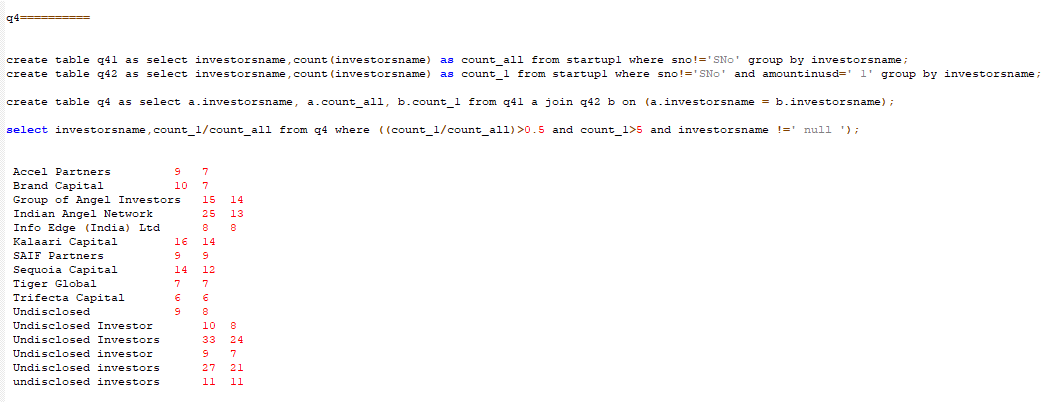 q4==========
create table q41 as select investorsname,count(investorsname) as count_all from startup1 where sno!='SNo' group by investorsname;
create table q42 as select investorsname,count(investorsname) as count_1 from startup1 where sno!='SNo' and amountinusd=' 1' group by investorsname;
create table q4 as select a.investorsname, a.count_all, b.count_1 from q41 a join q42 b on (a.investorsname = b.investorsname);
select investorsname,count_1/count_all from q4 where ((count_1/count_all)>0.5 and count_1>5 and investorsname !=' null ');
Accel Partners 9 7
Brand Capital 10 7
Group of Angel Investors 15 14
Indian Angel Network 25 13
Info Edge (India) Ltd 8 8
Kalaari Capital 16 14
SAIF Partners 9 9
Sequoia Capital 14 12
Tiger Global 7 7
Trifecta Capital 6 6
Undisclosed 9 8
Undisclosed Investor 10 8
Undisclosed Investors 33 24
Undisclosed investor 9 7
Undisclosed investors 27 21
undisclosed investors 11 11